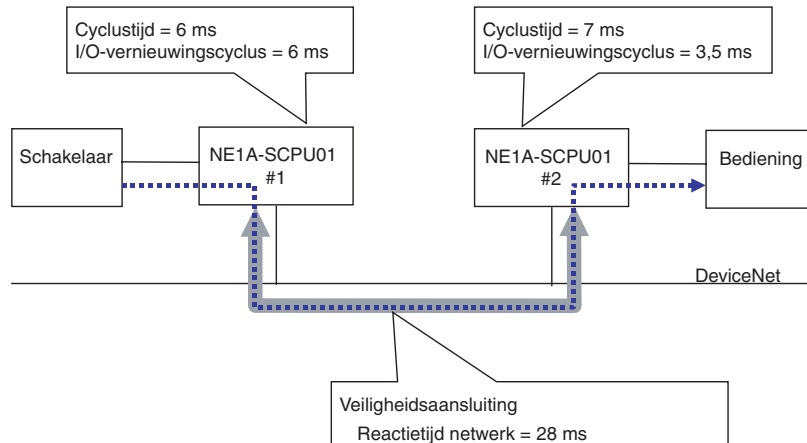 Cyclustijd = 6 ms
I/O-vernieuwingscyclus = 6 ms
Cyclustijd = 7 ms
I/O-vernieuwingscyclus = 3,5 ms
Schakelaar
NE1A-SCPU01
#1
NE1A-SCPU01
#2
Bediening
DeviceNet
Veiligheidsaansluiting
Reactietijd netwerk = 28 ms